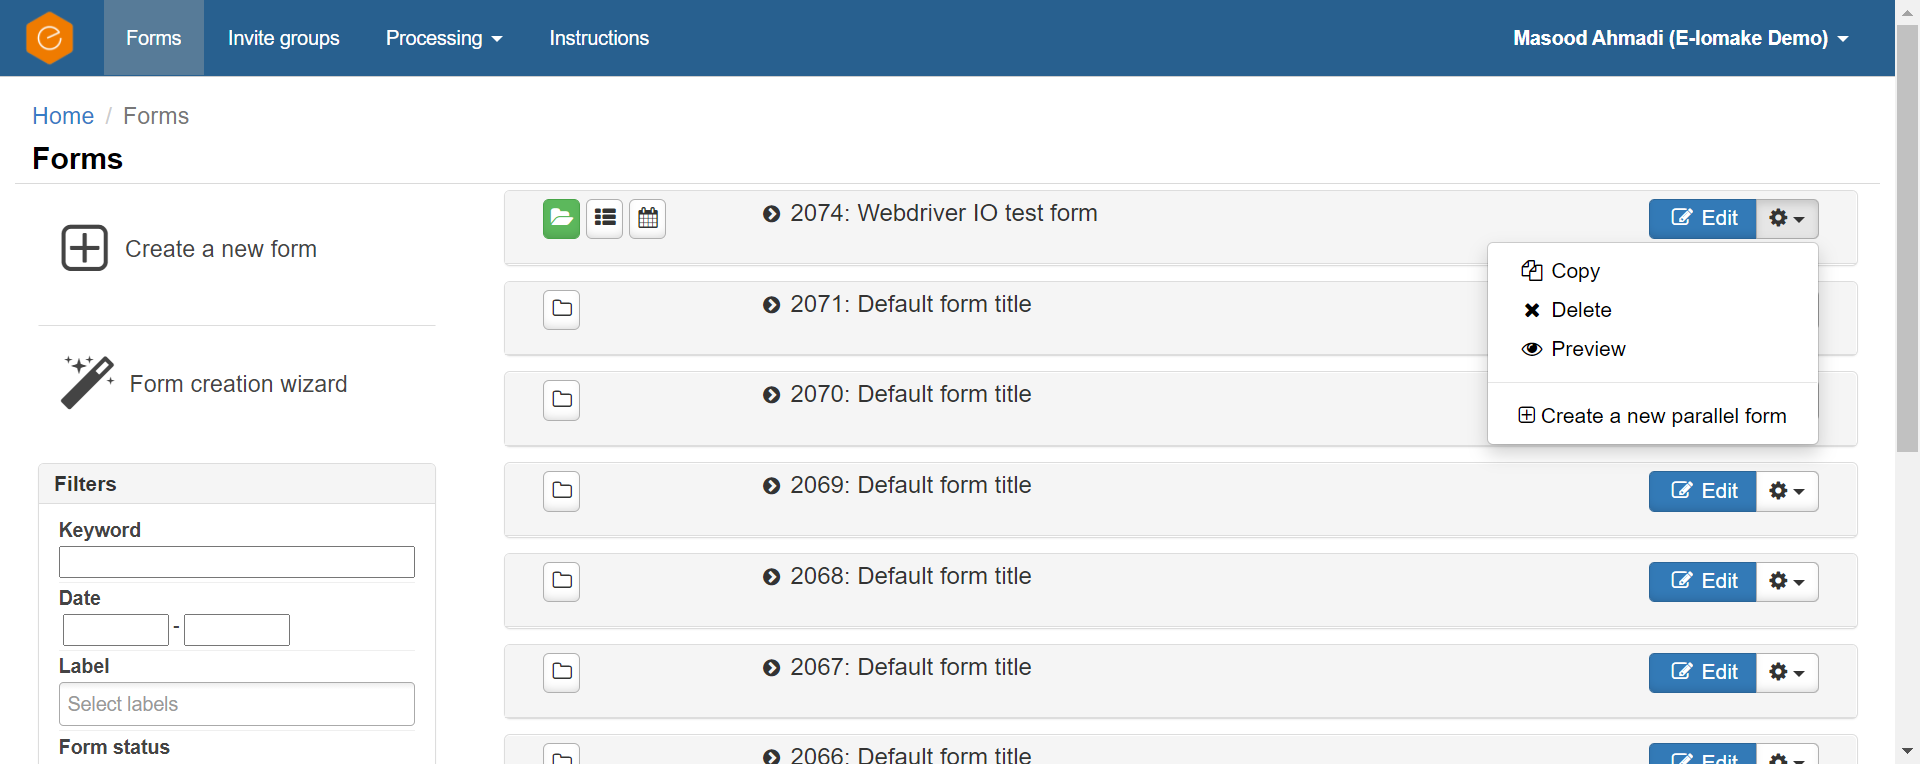 Forms
Invite groups
Processing
Instructions
Masood Ahmadi (E-lomake Demo)
Home / Forms
Forms
Create a new form
Form creation wizard
Filters
Keyword
Date
-
Label
Select labels
Form status
2074: Webdriver IO test form
Edit
Copy
Delete
Preview
Create a new parallel form
2071: Default form title
2070: Default form title
2069: Default form title
Edit
2068: Default form title
Edit
2067: Default form title
Edit
2066: Default form title
Edit